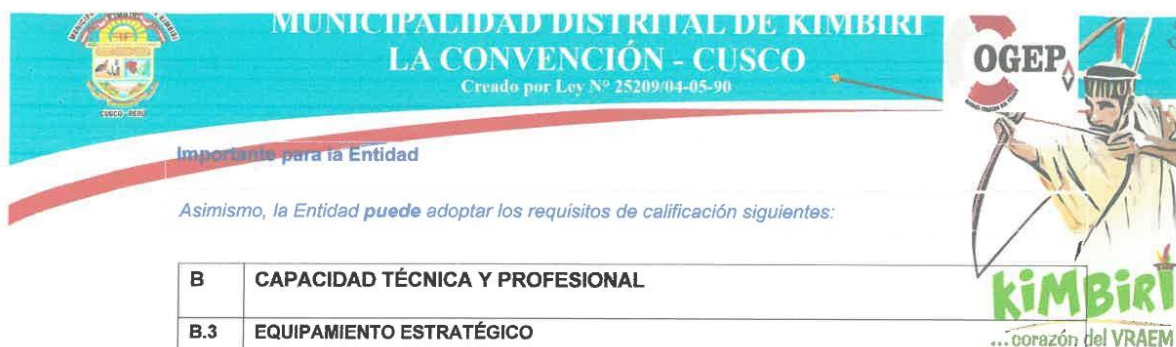 MUNICIPALIDAD DISTRITAL DE KIMBIRI
LA CONVENCIÓN - CUSCO
Creado por Ley Nº 25209/04-05-90
CUSCO - PERÚ
OGEP
Importante para la Entidad
Asimismo, la Entidad puede adoptar los requisitos de calificación siguientes:
B CAPACIDAD TÉCNICA Y PROFESIONAL
B.3 EQUIPAMIENTO ESTRATÉGICO
KiMBiRi
...corazón del VRAEM